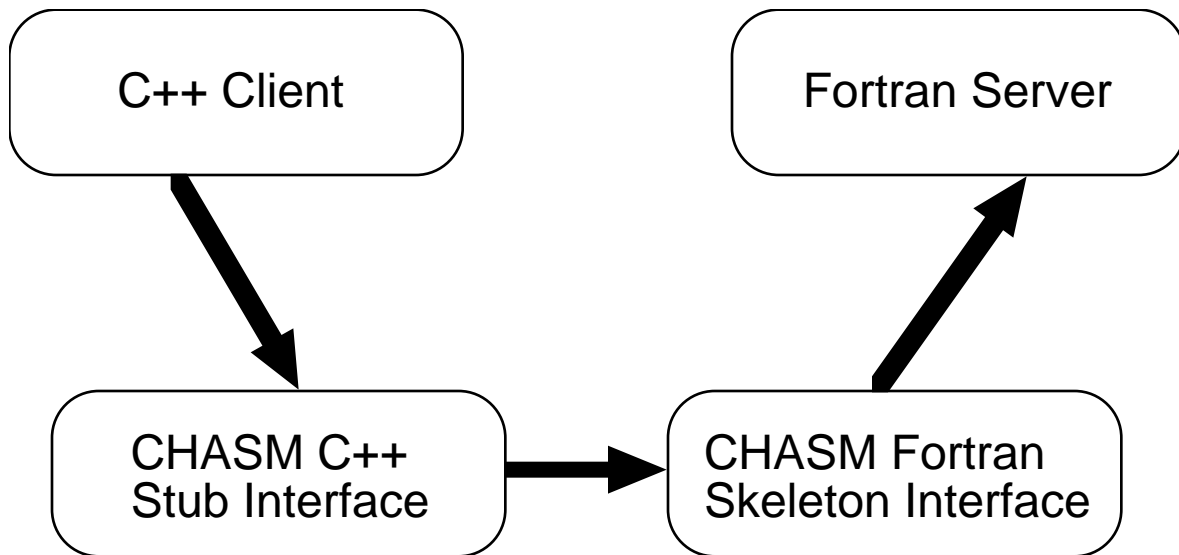 C++ Client
Fortran Server
CHASM C++
Stub Interface
CHASM Fortran
Skeleton Interface